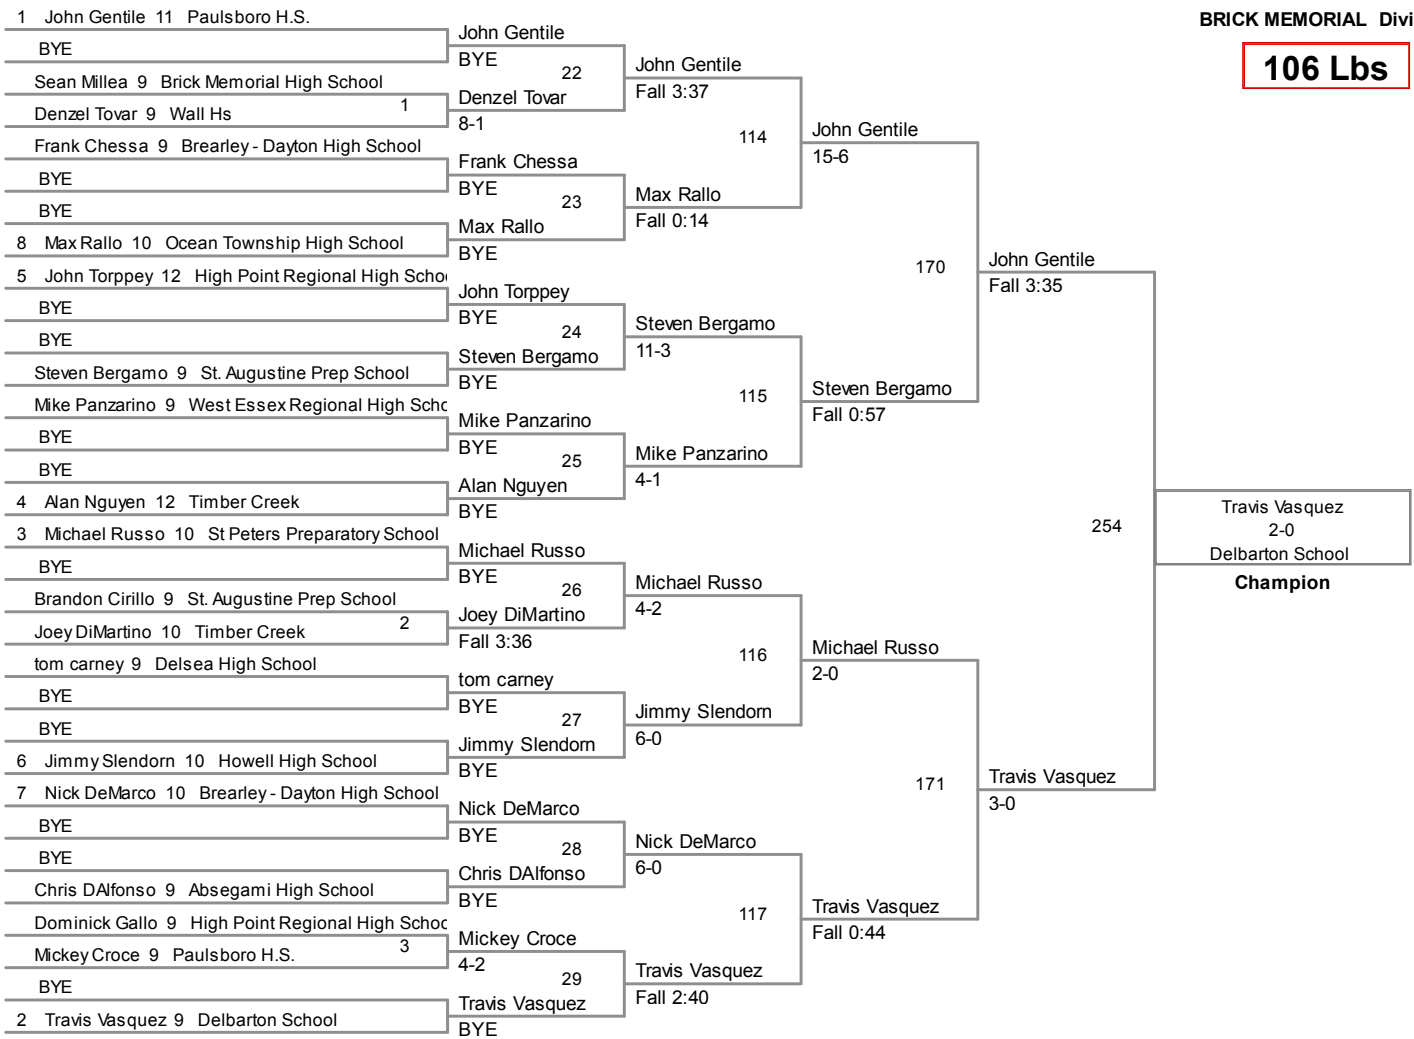 BRICK MEMORIAL Divi
106 Lbs
1 John Gentile 11 Paulsboro H.S.
BYE
Sean Millea 9 Brick Memorial High School
1
Denzel Tovar 9 Wall Hs
Frank Chessa 9 Brearley - Dayton High School
BYE
BYE
8 Max Rallo 10 Ocean Township High School
5 John Torppey 12 High Point Regional High Schoo
BYE
BYE
Steven Bergamo 9 St. Augustine Prep School
Mike Panzarino 9 West Essex Regional High Scho
BYE
BYE
4 Alan Nguyen 12 Timber Creek
3 Michael Russo 10 St Peters Preparatory School
BYE
Brandon Cirillo 9 St. Augustine Prep School
2
Joey DiMartino 10 Timber Creek
tom carney 9 Delsea High School
BYE
BYE
6 Jimmy Slendorn 10 Howell High School
7 Nick DeMarco 10 Brearley - Dayton High School
BYE
BYE
Chris DAlfonso 9 Absegami High School
Dominick Gallo 9 High Point Regional High Schoo
3
Mickey Croce 9 Paulsboro H.S.
BYE
2 Travis Vasquez 9 Delbarton School
John Gentile
BYE
22
Denzel Tovar
8-1
Frank Chessa
BYE
23
Max Rallo
BYE
John Torppey
BYE
24
Steven Bergamo
BYE
Mike Panzarino
BYE
25
Alan Nguyen
BYE
Michael Russo
BYE
26
Joey DiMartino
Fall 3:36
tom carney
BYE
27
Jimmy Slendorn
BYE
Nick DeMarco
BYE
28
Chris DAlfonso
BYE
Mickey Croce
4-2
29
Travis Vasquez
BYE
John Gentile
Fall 3:37
114
Max Rallo
Fall 0:14
Steven Bergamo
11-3
115
Mike Panzarino
4-1
Michael Russo
4-2
116
Jimmy Slendorn
6-0
Nick DeMarco
6-0
117
Travis Vasquez
Fall 2:40
John Gentile
15-6
170
Steven Bergamo
Fall 0:57
Michael Russo
2-0
171
Travis Vasquez
Fall 0:44
John Gentile
Fall 3:35
254
Travis Vasquez
3-0
Travis Vasquez
2-0
Delbarton School
Champion